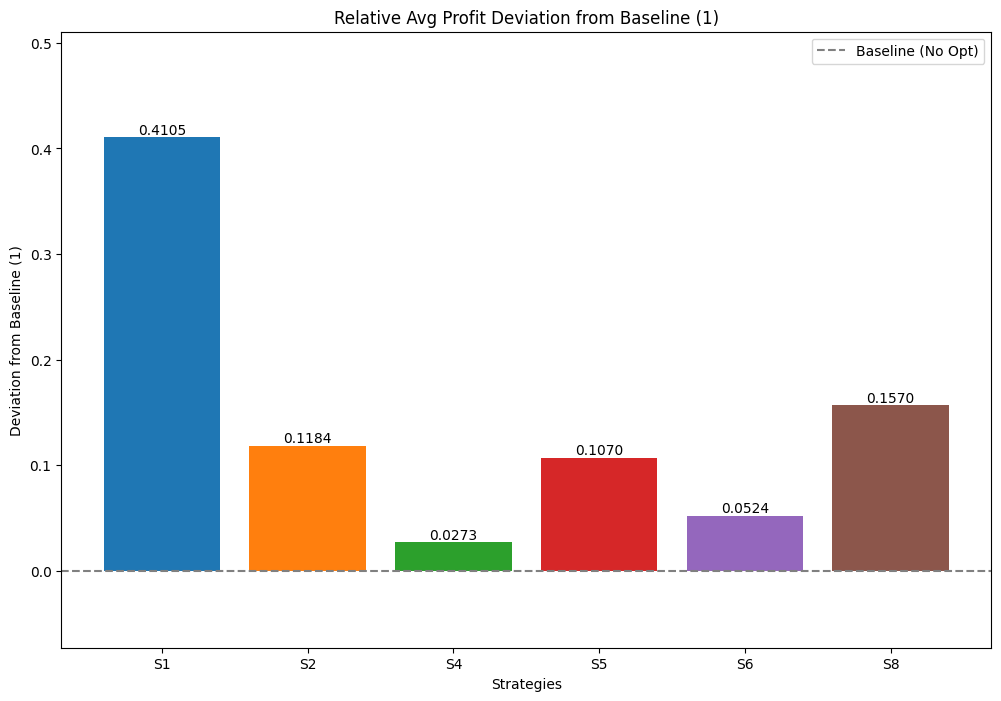 Relative Avg Profit Deviation from Baseline (1)
Baseline (No Opt)
Deviation from Baseline (1)
0.5
0.4
0.3
0.2
0.1
0.0
0.4105
0.1184
0.0273
0.1070
0.0524
0.1570
S1 S2 S4 S5 S6 S8
Strategies